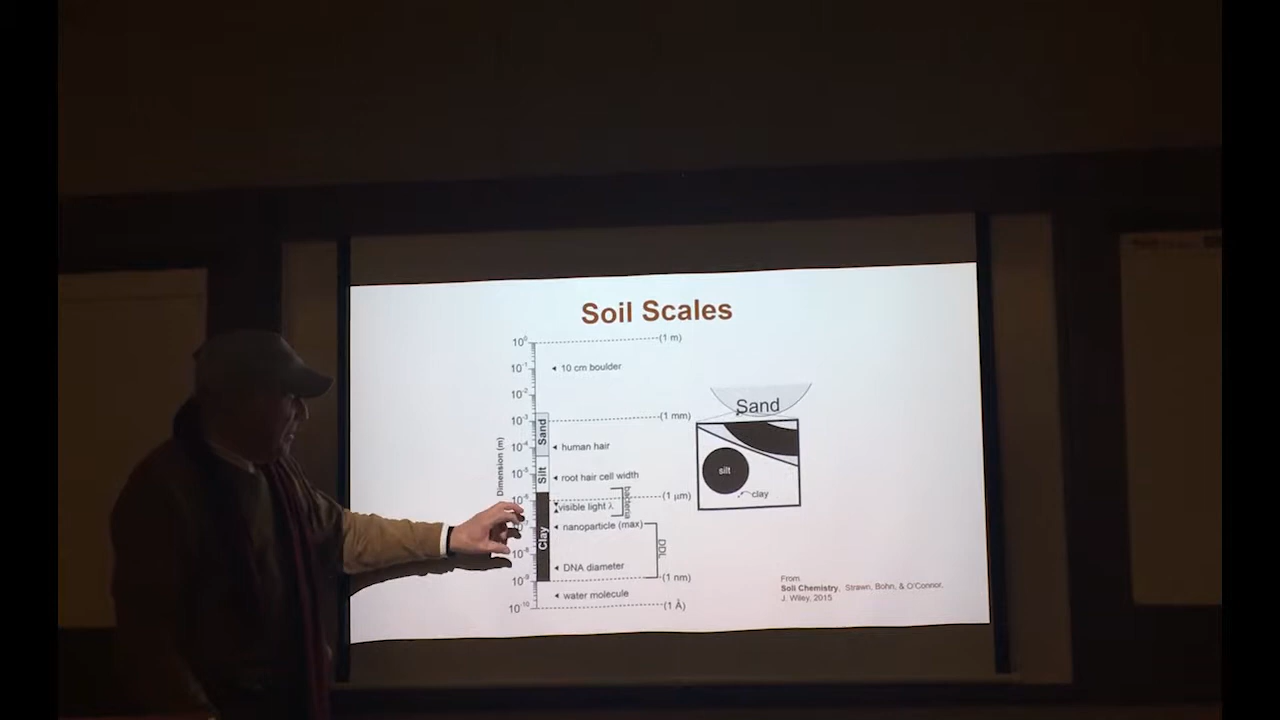 Soil Scales
10⁰
(1 m)
10⁻¹
10 cm boulder
10⁻²
10⁻³
(1 mm)
Sand
10⁻⁴
human hair
Silt
10⁻⁵
root hair cell width
Dimension (m)
10⁻⁶
(1 μm)
bacteria
visible light λ
Clay
nanoparticle (max)
10⁻⁸
DDL
DNA diameter
10⁻⁹
(1 nm)
water molecule
10⁻¹⁰
(1 Å)
Sand
silt
clay
From
Soil Chemistry, Strawn, Bohn, & O'Connor,
J. Wiley, 2015